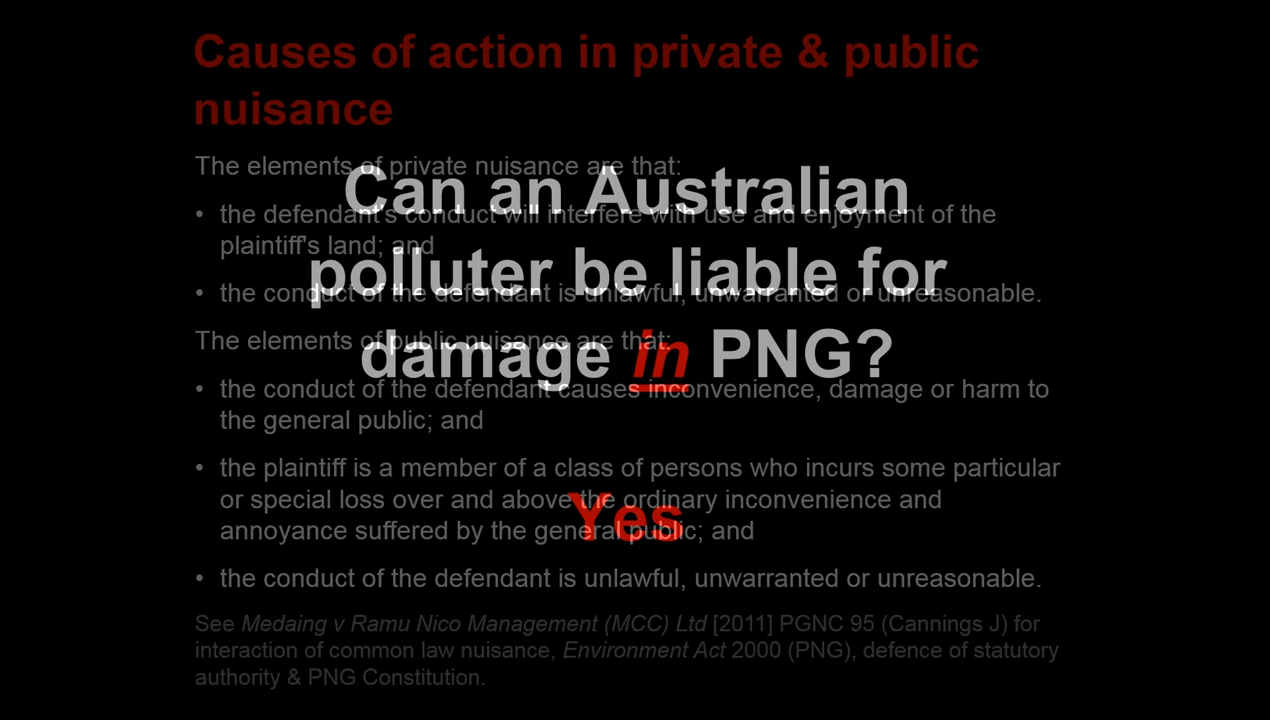 Causes of action in private & public
nuisance
The elements of private nuisance are that:
• the defendant's conduct will interfere with use and enjoyment of the
plaintiff's land; and
• the conduct of the defendant is unlawful, unwarranted or unreasonable.
The elements of public nuisance are that:
• the conduct of the defendant causes inconvenience, damage or harm to
the general public; and
• the plaintiff is a member of a class of persons who incurs some particular
or special loss over and above the ordinary inconvenience and
annoyance suffered by the general public; and
• the conduct of the defendant is unlawful, unwarranted or unreasonable.
See Medaing v Ramu Nico Management (MCC) Ltd [2011] PGNC 95 (Cannings J) for
interaction of common law nuisance, Environment Act 2000 (PNG), defence of statutory
authority & PNG Constitution.
Can an Australian
polluter be liable for
damage in PNG?
Yes